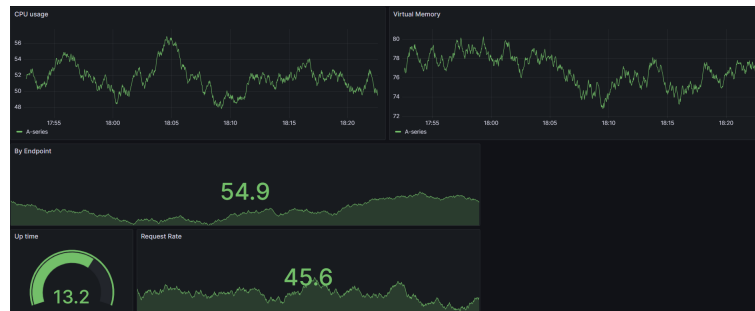 CPU usage
56
54
52
50
48
17:55 18:00 18:05 18:10 18:15 18:20
A-series
Virtual Memory
80
78
76
74
72
17:55 18:00 18:05 18:10 18:15 18:20
A-series
By Endpoint
54.9
Up time
13.2
Request Rate
45.6